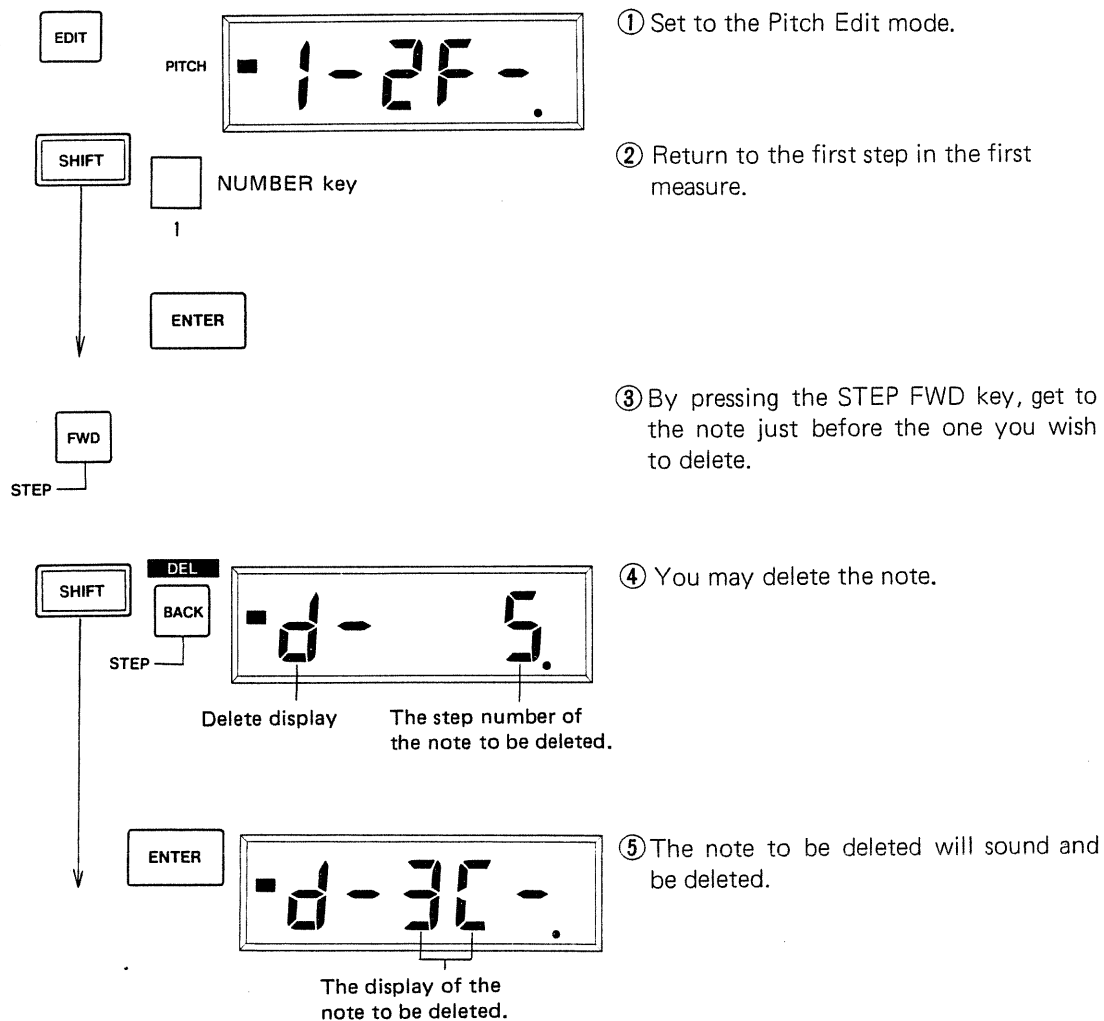 EDIT
PITCH
1-2F-.
① Set to the Pitch Edit mode.
SHIFT
NUMBER key
1
② Return to the first step in the first
measure.
ENTER
FWD
STEP
③ By pressing the STEP FWD key, get to
the note just before the one you wish
to delete.
SHIFT
DEL
BACK
STEP
d- 5.
④ You may delete the note.
Delete display
The step number of
the note to be deleted.
ENTER
d-3C-.
⑤ The note to be deleted will sound and
be deleted.
The display of the
note to be deleted.